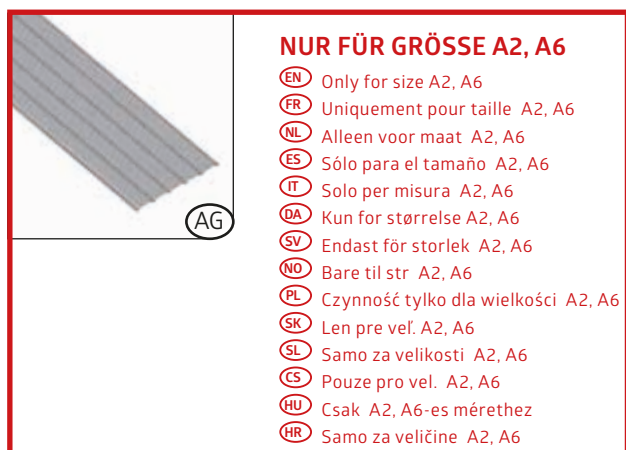 AG
NUR FÜR GRÖSSE A2, A6
EN Only for size A2, A6
FR Uniquement pour taille A2, A6
NL Alleen voor maat A2, A6
ES Sólo para el tamaño A2, A6
IT Solo per misura A2, A6
DA Kun for størrelse A2, A6
SV Endast för storlek A2, A6
NO Bare til str A2, A6
PL Czynność tylko dla wielkości A2, A6
SK Len pre veľ. A2, A6
SL Samo za velikosti A2, A6
CS Pouze pro vel. A2, A6
HU Csak A2, A6-es mérethez
HR Samo za veličine A2, A6